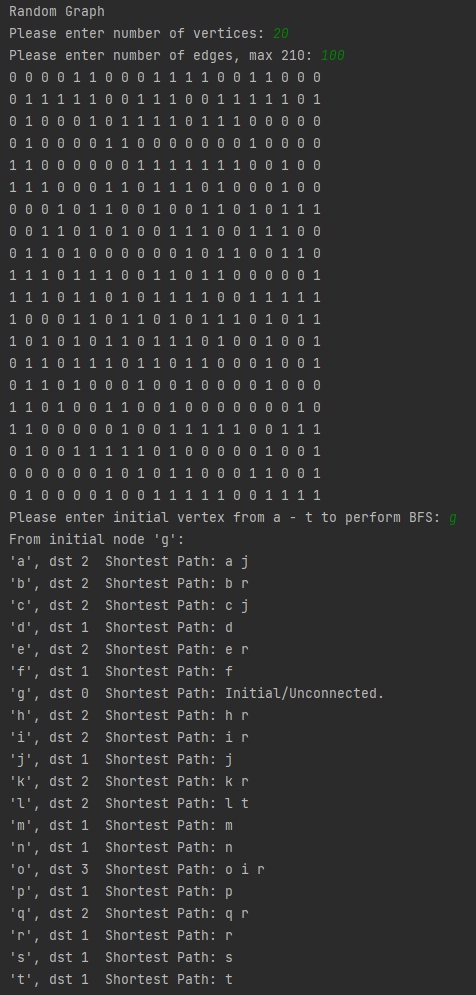 Random Graph
Please enter number of vertices: 20
Please enter number of edges, max 210: 100
0 0 0 0 1 1 0 0 0 1 1 1 1 0 0 1 1 0 0 0
0 1 1 1 1 1 0 0 1 1 1 0 0 1 1 1 1 1 0 1
0 1 0 0 0 1 0 1 1 1 1 0 1 1 1 0 0 0 0 0
0 1 0 0 0 0 1 1 0 0 0 0 0 0 0 1 0 0 0 0
1 1 0 0 0 0 0 0 1 1 1 1 1 1 1 0 0 1 0 0
1 1 1 0 0 0 1 1 0 1 1 1 0 1 0 0 0 1 0 0
0 0 0 1 0 1 1 0 0 1 0 0 1 1 0 1 0 1 1 1
0 0 1 1 0 1 0 1 0 0 1 1 1 0 0 1 1 1 0 0
0 1 1 0 1 0 0 0 0 0 1 0 1 1 0 0 1 1 0
1 1 1 0 1 1 1 0 0 1 1 0 1 1 0 0 0 0 0 1
1 1 1 0 1 1 0 1 0 1 1 1 1 0 0 1 1 1 1 1
1 0 0 0 1 1 0 1 1 0 1 0 1 1 1 0 1 0 1 1
1 0 1 0 1 0 1 1 0 1 1 1 0 1 0 0 1 0 0 1
0 1 1 0 1 1 1 0 1 1 0 1 1 0 0 0 1 0 0 1
0 1 1 0 1 0 0 0 1 0 0 1 0 0 0 0 1 0 0 0
1 1 0 1 0 0 1 1 0 0 1 0 0 0 0 0 0 0 1 0
1 1 0 0 0 0 0 1 0 0 1 1 1 1 1 0 0 1 1 1
0 1 0 0 1 1 1 1 1 0 1 0 0 0 0 0 1 0 0 1
0 0 0 0 0 0 1 0 1 0 1 1 0 0 0 1 1 0 0 1
0 1 0 0 0 0 1 0 0 1 1 1 1 1 0 0 1 1 1 1
Please enter initial vertex from a - t to perform BFS: g
From initial node 'g':
'a', dst 2  Shortest Path: a j
'b', dst 2  Shortest Path: b r
'c', dst 2  Shortest Path: c j
'd', dst 1  Shortest Path: d
'e', dst 2  Shortest Path: e r
'f', dst 1  Shortest Path: f
'g', dst 0  Shortest Path: Initial/Unconnected.
'h', dst 2  Shortest Path: h r
'i', dst 2  Shortest Path: i r
'j', dst 1  Shortest Path: j
'k', dst 2  Shortest Path: k r
'l', dst 2  Shortest Path: l t
'm', dst 1  Shortest Path: m
'n', dst 1  Shortest Path: n
'o', dst 3  Shortest Path: o i r
'p', dst 1  Shortest Path: p
'q', dst 2  Shortest Path: q r
'r', dst 1  Shortest Path: r
's', dst 1  Shortest Path: s
't', dst 1  Shortest Path: t